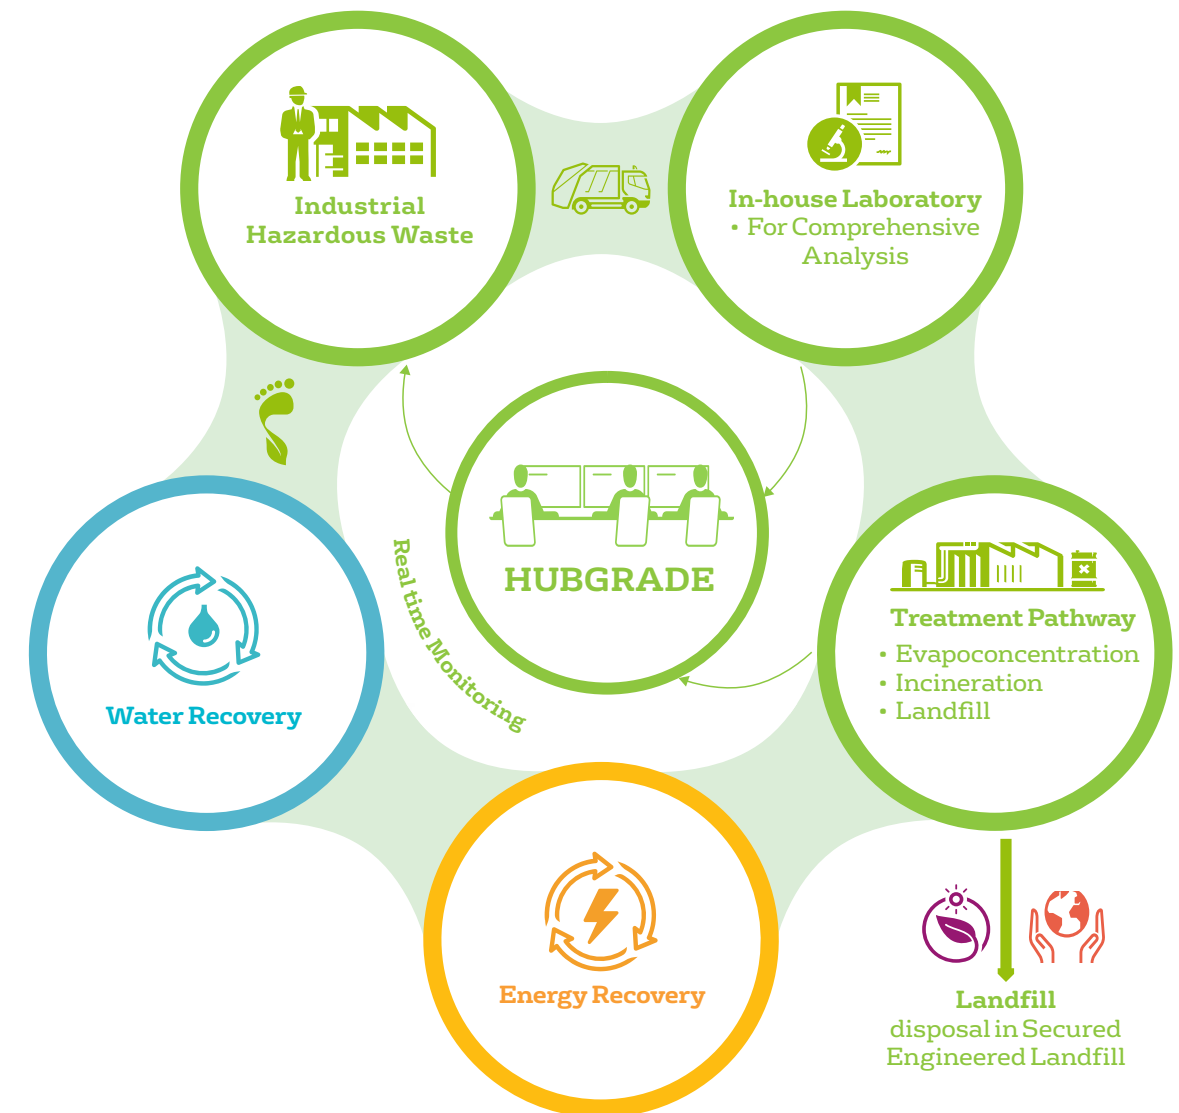 Industrial
Hazardous Waste
In-house Laboratory
• For Comprehensive
Analysis
HUBGRADE
Real time Monitoring
Treatment Pathway
• Evapoconcentration
• Incineration
• Landfill
Water Recovery
Energy Recovery
Landfill
disposal in Secured
Engineered Landfill